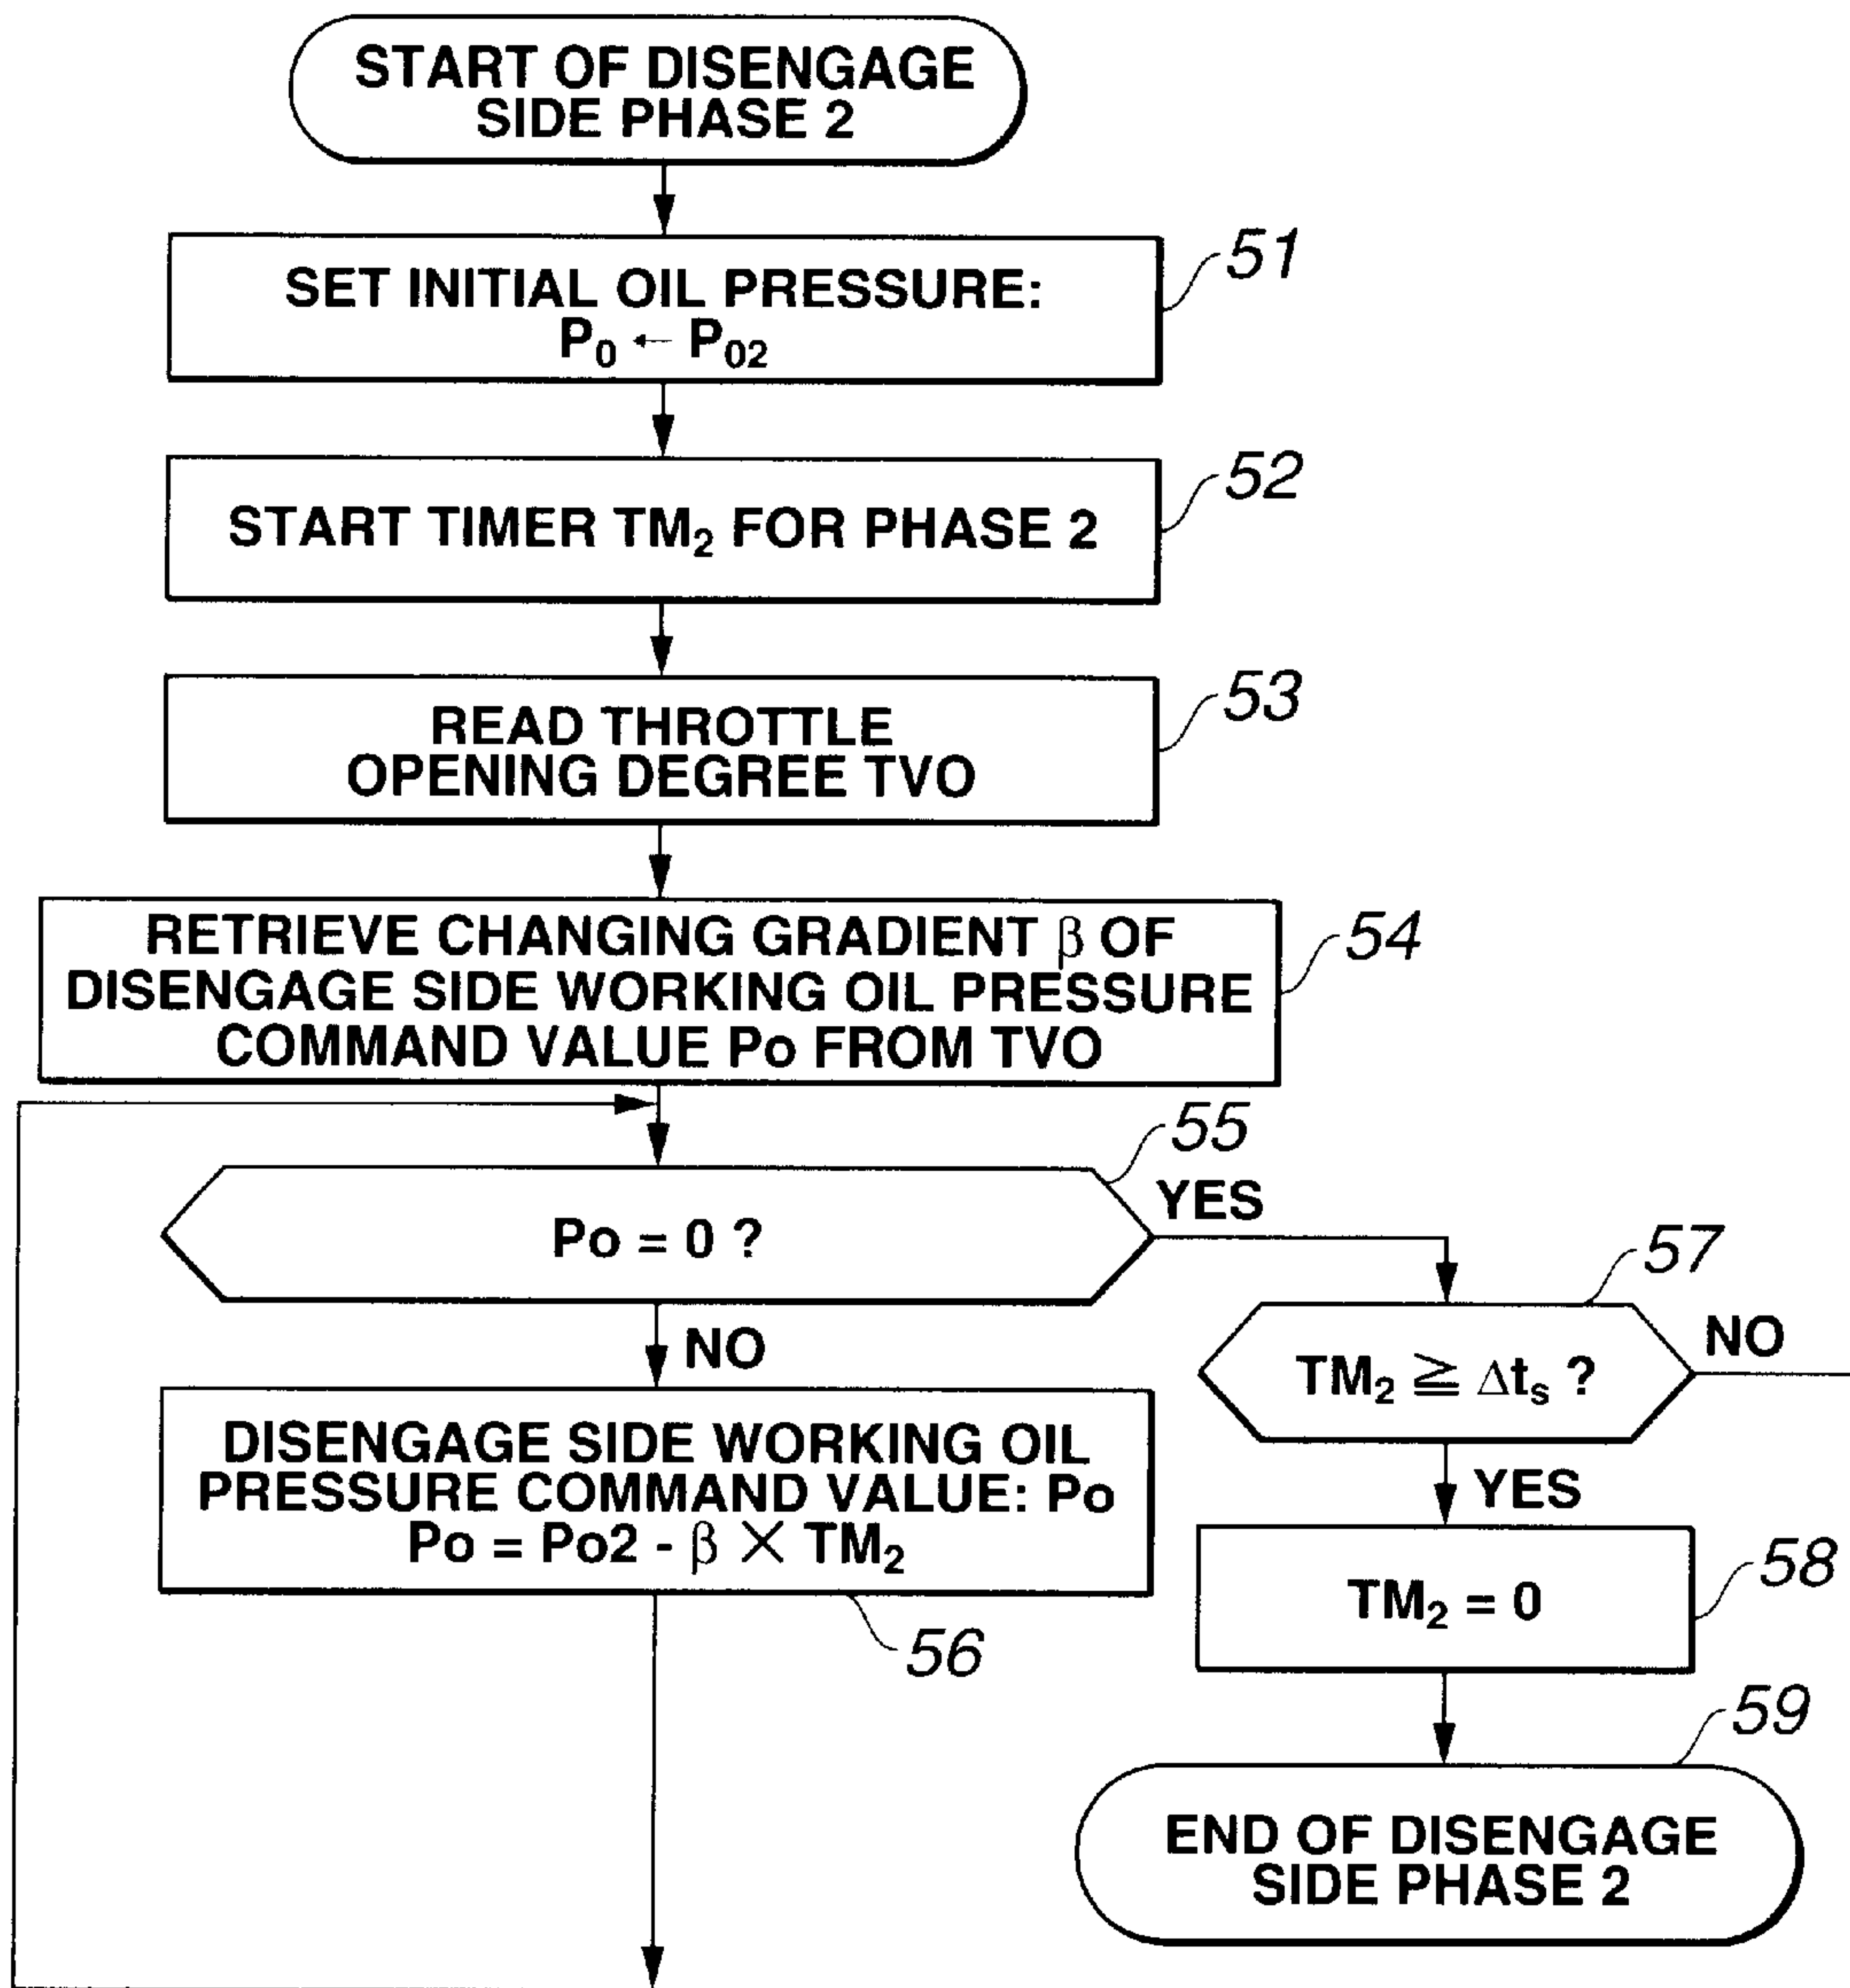 START OF DISENGAGE
SIDE PHASE 2
51
SET INITIAL OIL PRESSURE:
P₀ ← P₀₂
52
START TIMER TM₂ FOR PHASE 2
53
READ THROTTLE
OPENING DEGREE TVO
54
RETRIEVE CHANGING GRADIENT β OF
DISENGAGE SIDE WORKING OIL PRESSURE
COMMAND VALUE Po FROM TVO
55
Po = 0 ?
YES
NO
57
TM₂ ≧ Δtₛ ?
NO
YES
DISENGAGE SIDE WORKING OIL
PRESSURE COMMAND VALUE: Po
Po = Po2 - β × TM₂
56
58
TM₂ = 0
59
END OF DISENGAGE
SIDE PHASE 2